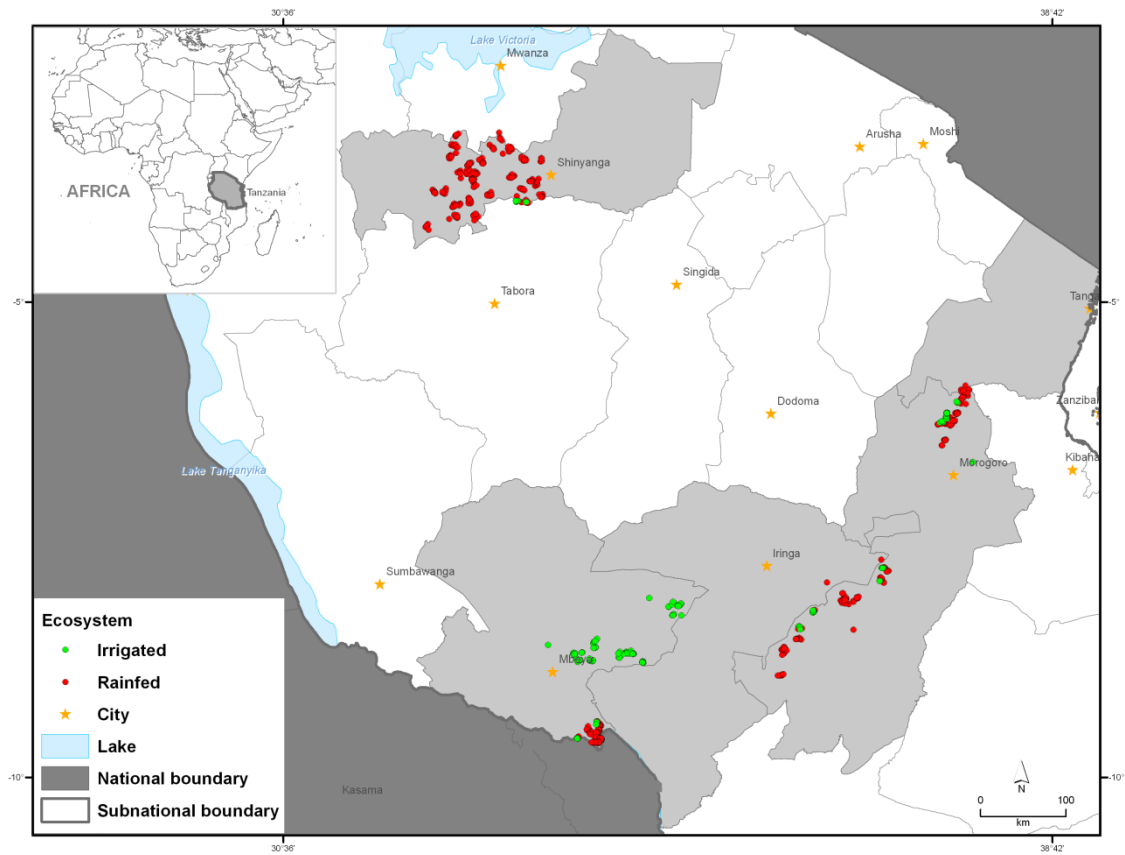 30°36'
38°42'
Lake Victoria
Mwanza
Arusha
Moshi
Shinyanga
AFRICA
Tanzania
Singida
Tabora
-5°
-5°
Tanga
Dodoma
Zanzibar
Lake Tanganyika
Morogoro
Kibaha
Iringa
Sumbawanga
Mbeya
Ecosystem
Irrigated
Rainfed
City
Lake
National boundary
Subnational boundary
Kasama
N
0 100
km
-10°
-10°
30°36'
38°42'